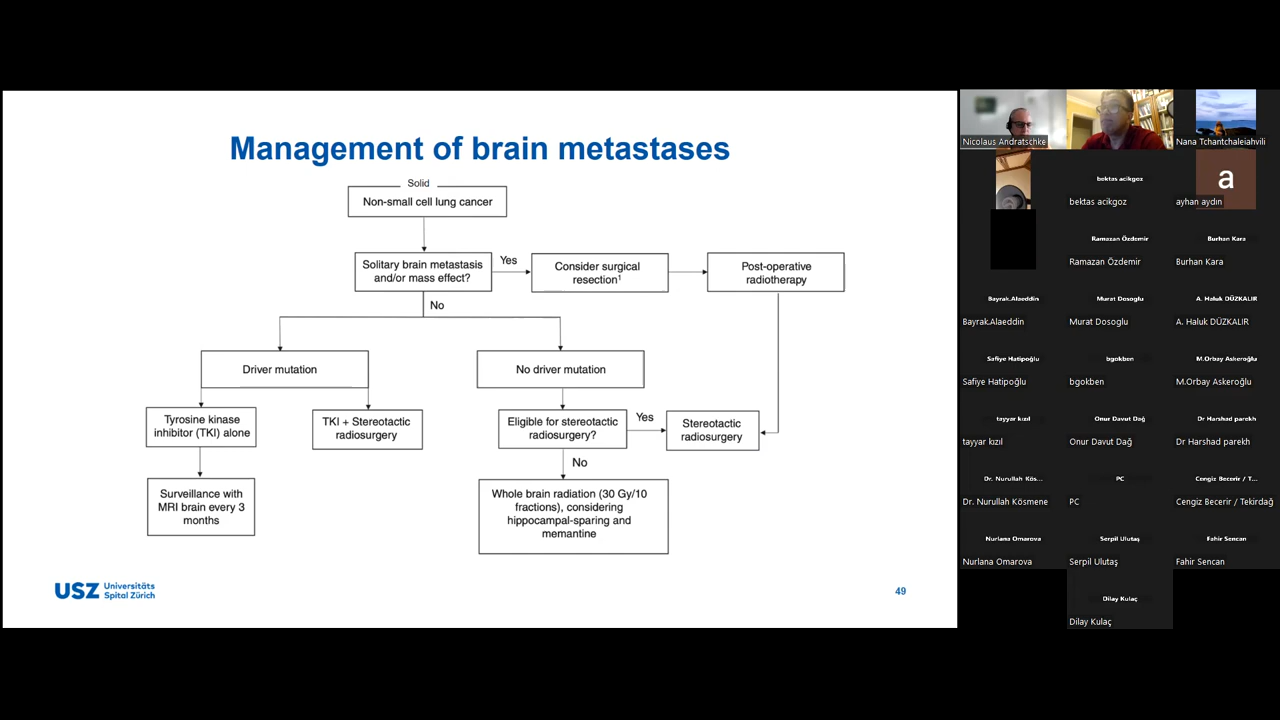 Management of brain metastases
Solid
Non-small cell lung cancer
Solitary brain metastasis
and/or mass effect?
Yes
Consider surgical
resection¹
Post-operative
radiotherapy
No
Driver mutation
No driver mutation
Tyrosine kinase
inhibitor (TKI) alone
TKI + Stereotactic
radiosurgery
Eligible for stereotactic
radiosurgery?
Yes
Stereotactic
radiosurgery
No
Surveillance with
MRI brain every 3
months
Whole brain radiation (30 Gy/10
fractions), considering
hippocampal-sparing and
memantine
USZ Universitäts
Spital Zürich
49
Nicolaus Andratschke
Nana Tchantchaleiahvili
bektas acikgoz
bektas acikgoz
a
ayhan aydın
Ramazan Özdemir
Ramazan Özdemir
Burhan Kara
Burhan Kara
Bayrak.Alaeddin
Bayrak.Alaeddin
Murat Dosoglu
Murat Dosoglu
A. Haluk DÜZKALIR
A. Haluk DÜZKALIR
Safiye Hatipoğlu
Safiye Hatipoğlu
bgokben
bgokben
M.Orbay Askeroğlu
M.Orbay Askeroğlu
tayyar kızıl
tayyar kızıl
Onur Davut Dağ
Onur Davut Dağ
Dr Harshad parekh
Dr Harshad parekh
Dr. Nurullah Kös...
Dr. Nurullah Kösmene
PC
PC
Cengiz Becerir / T...
Cengiz Becerir / Tekirdağ
Nurlana Omarova
Nurlana Omarova
Serpil Ulutaş
Serpil Ulutaş
Fahir Sencan
Fahir Sencan
Dilay Kulaç
Dilay Kulaç